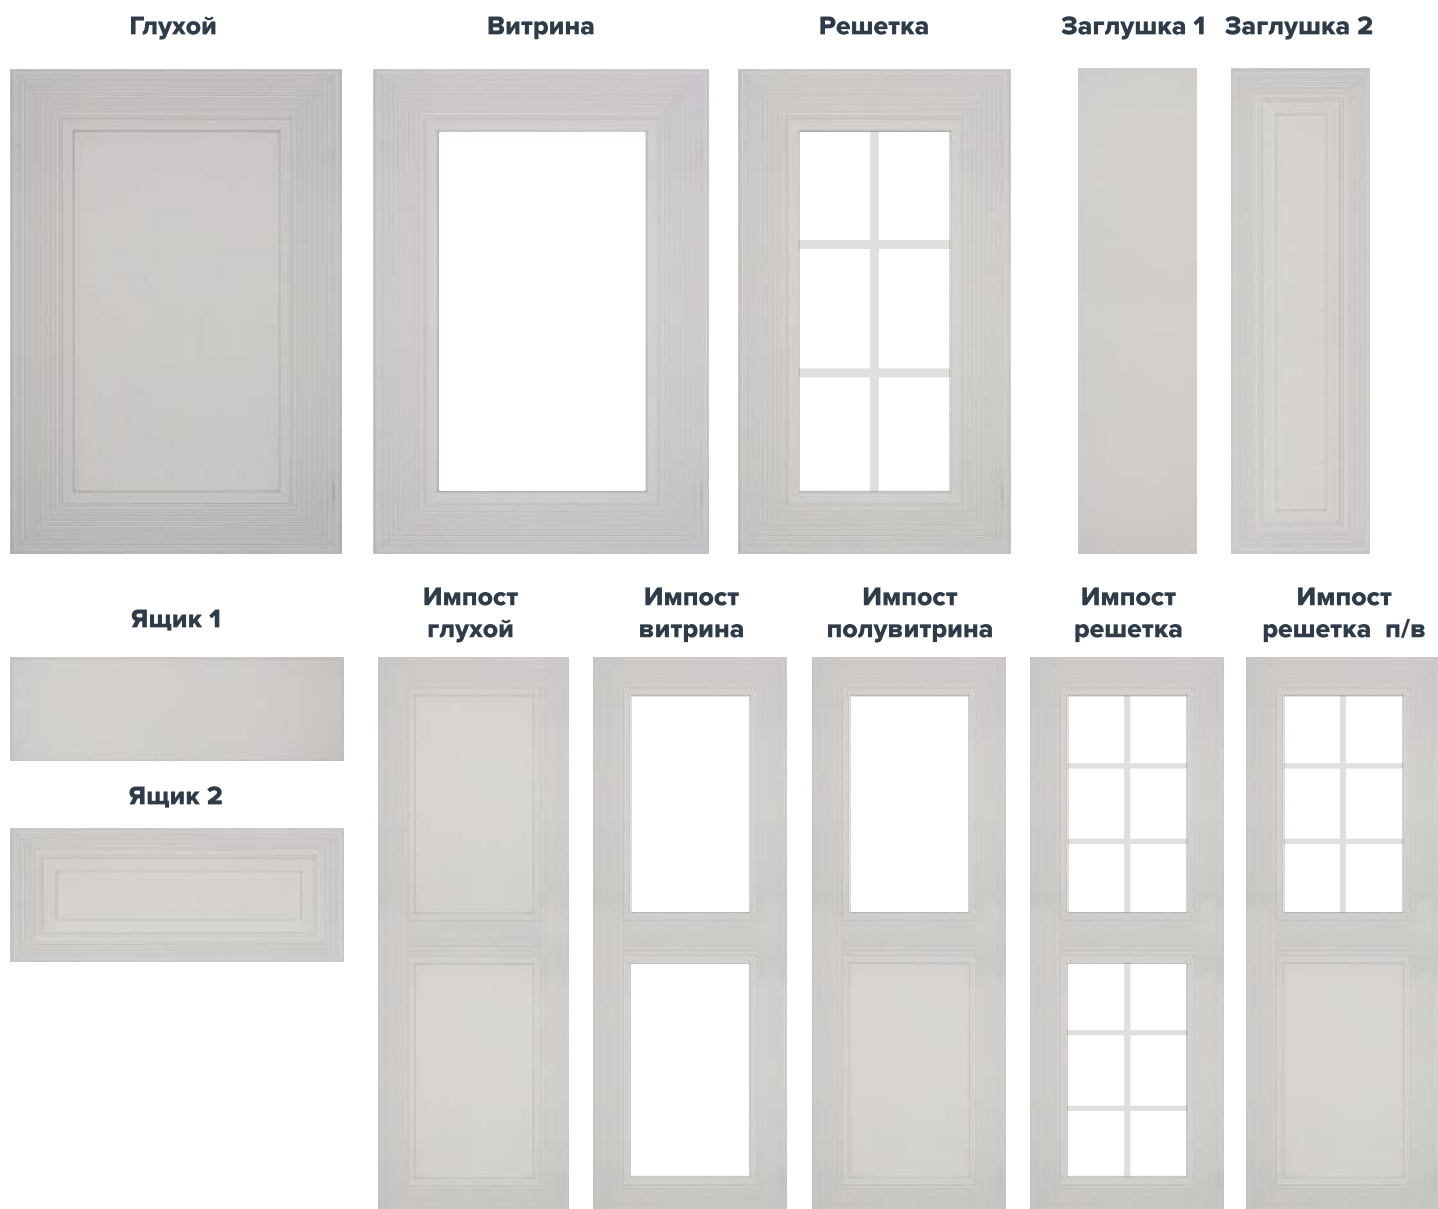 Глухой
Витрина
Решетка
Заглушка 1
Заглушка 2
Ящик 1
Ящик 2
Импост
глухой
Импост
витрина
Импост
полувитрина
Импост
решетка
Импост
решетка п/в